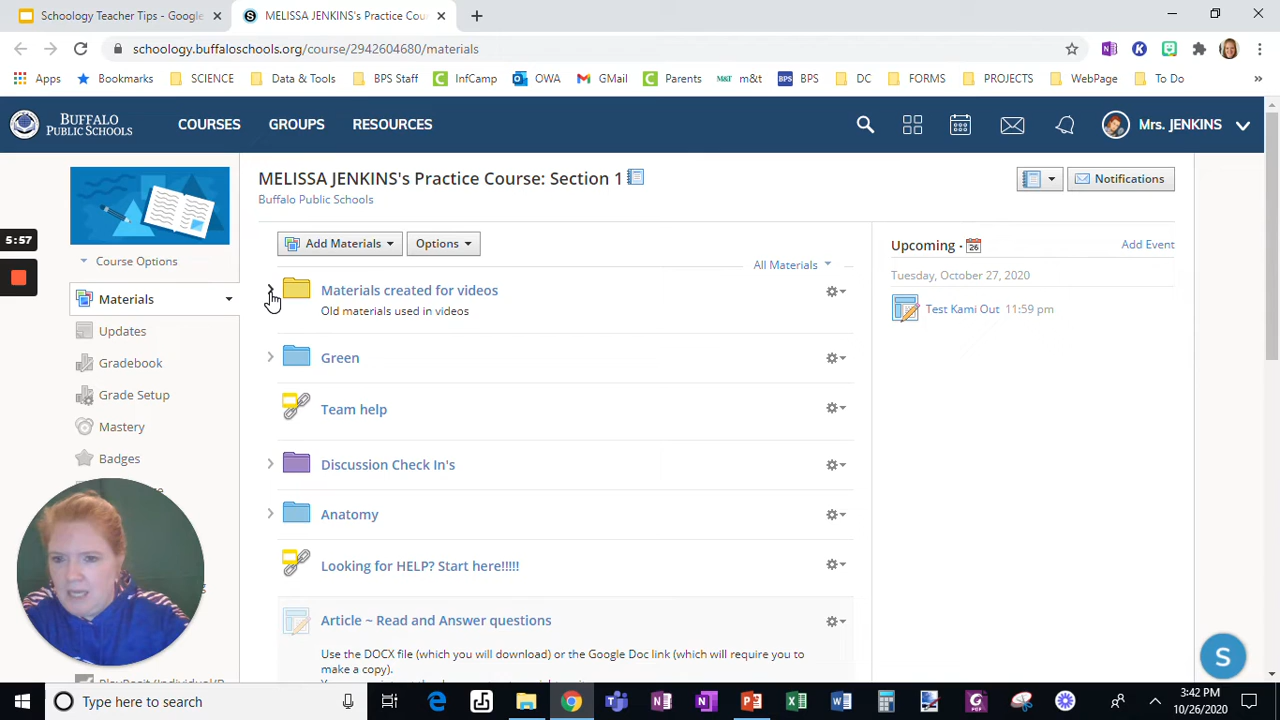 Schoology Teacher Tips - Google
MELISSA JENKINS's Practice Cou
schoology.buffaloschools.org/course/2942604680/materials
Apps Bookmarks SCIENCE Data & Tools BPS Staff InfCamp OWA GMail Parents m&t BPS DC FORMS PROJECTS WebPage To Do
BUFFALO
PUBLIC SCHOOLS
COURSES GROUPS RESOURCES Mrs. JENKINS
MELISSA JENKINS's Practice Course: Section 1
Buffalo Public Schools
Notifications
5:57
Course Options
Materials
Updates
Gradebook
Grade Setup
Mastery
Badges
Add Materials Options
All Materials
Materials created for videos
Old materials used in videos
Green
Team help
Discussion Check In's
Anatomy
Looking for HELP? Start here!!!!!
Article ~ Read and Answer questions
Use the DOCX file (which you will download) or the Google Doc link (which will require you to
make a copy).
Upcoming · 26 Add Event
Tuesday, October 27, 2020
Test Kami Out 11:59 pm
S
Type here to search
3:42 PM
10/26/2020